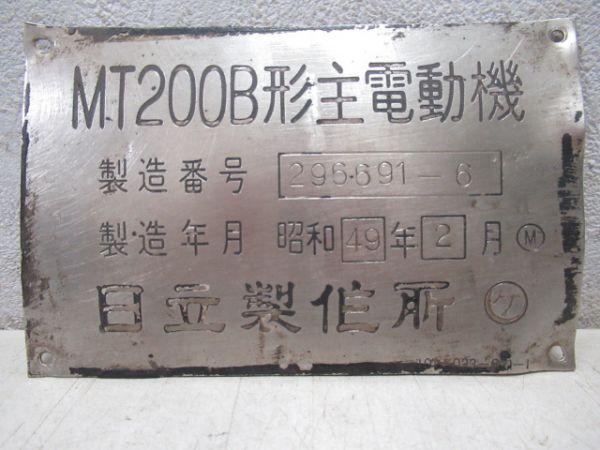 MT200B形主電動機
製造番号 296·691-6
製造年月 昭和49年2月 M
日立製作所 ケ